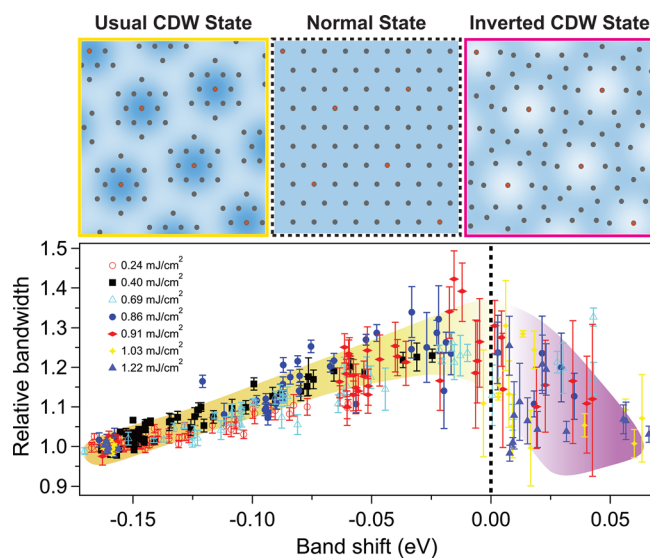 Usual CDW State
Normal State
Inverted CDW State
Relative bandwidth
1.5
1.4
1.3
1.2
1.1
1.0
0.9
0.24 mJ/cm²
0.40 mJ/cm²
0.69 mJ/cm²
0.86 mJ/cm²
0.91 mJ/cm²
1.03 mJ/cm²
1.22 mJ/cm²
-0.15
-0.10
-0.05
0.00
0.05
Band shift (eV)